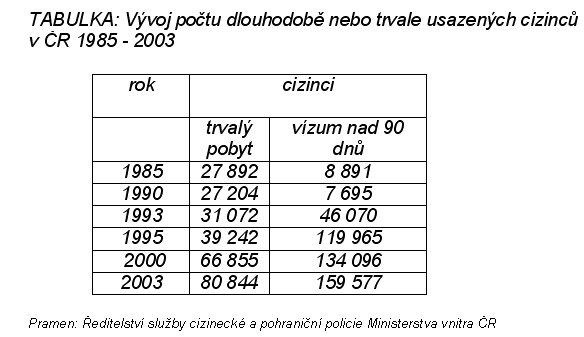 TABULKA: Vývoj počtu dlouhodobě nebo trvale usazených cizinců
v ČR 1985 - 2003
rok cizinci
trvalý pobyt vízum nad 90 dnů
1985 27 892 8 891
1990 27 204 7 695
1993 31 072 46 070
1995 39 242 119 965
2000 66 855 134 096
2003 80 844 159 577
Pramen: Ředitelství služby cizinecké a pohraniční policie Ministerstva vnitra ČR